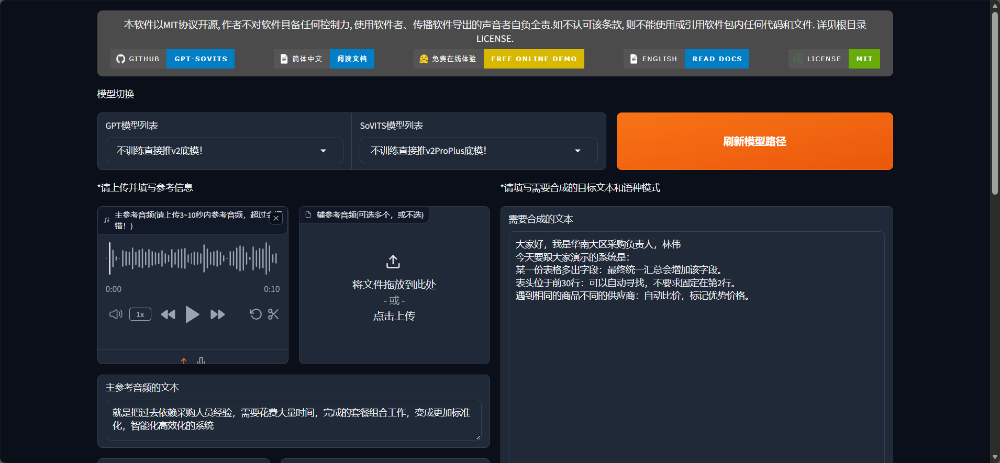 本软件以MIT协议开源, 作者不对软件具备任何控制力, 使用软件者、传播软件导出的声音者自负全责.如不认可该条款, 则不能使用或引用软件包内任何代码和文件. 详见根目录
LICENSE.
GITHUB GPT-SOVITS
简体中文 阅读文档
免费在线体验 FREE ONLINE DEMO
ENGLISH READ DOCS
LICENSE MIT
模型切换
GPT模型列表
不训练直接推v2底模!
SoVITS模型列表
不训练直接推v2ProPlus底模!
刷新模型路径
*请上传并填写参考信息
主参考音频(请上传3~10秒内参考音频，超过会
错！)
0:00
0:10
1x
辅参考音频(可选多个，或不选)
将文件拖放到此处
- 或 -
点击上传
主参考音频的文本
就是把过去依赖采购人员经验，需要花费大量时间，完成的套餐组合工作，变成更加标准
化，智能化高效化的系统
*请填写需要合成的目标文本和语种模式
需要合成的文本
大家好，我是华南大区采购负责人，林伟
今天要跟大家演示的系统是：
某一份表格多出字段：最终统一汇总会增加该字段。
表头位于前30行：可以自动寻找，不要求固定在第2行。
遇到相同的商品不同的供应商：自动比价，标记优势价格。